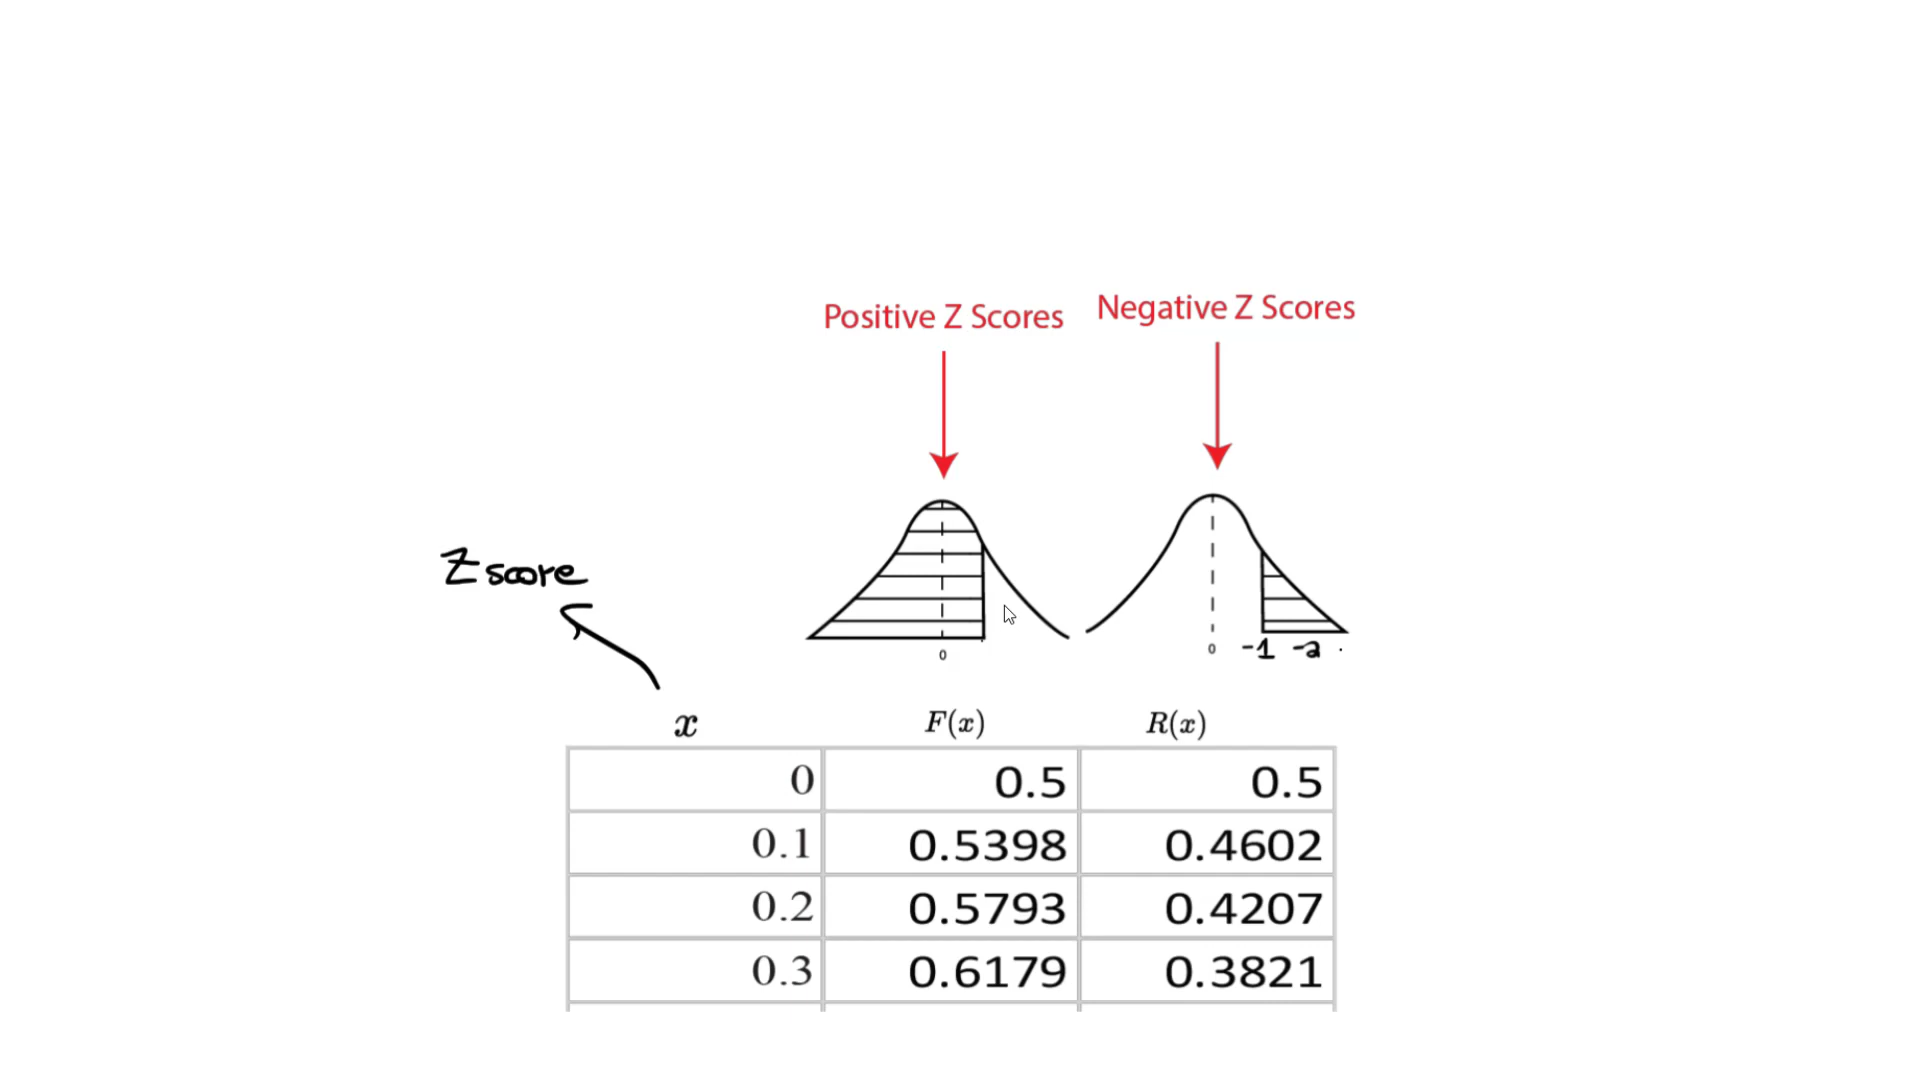 Positive Z Scores
Negative Z Scores
Z score
0
0 -1 -2
x F(x) R(x)
0 0.5 0.5
0.1 0.5398 0.4602
0.2 0.5793 0.4207
0.3 0.6179 0.3821